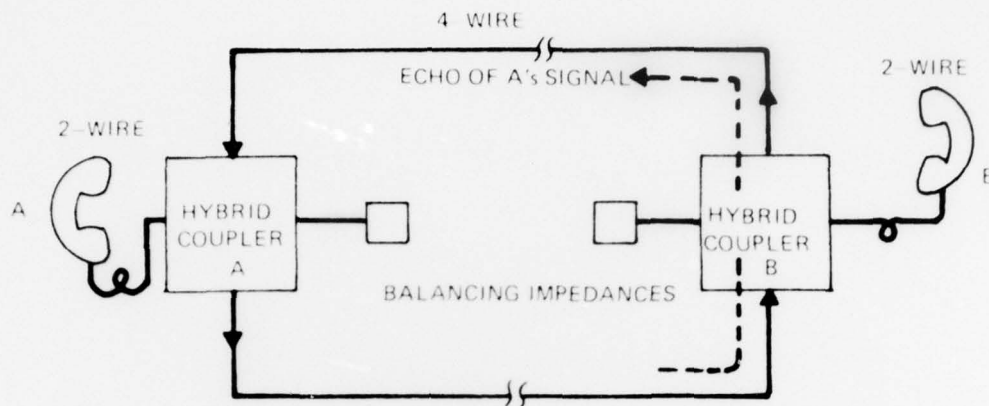 4-WIRE
ECHO OF A's SIGNAL
2-WIRE
2-WIRE
A
HYBRID
COUPLER
A
HYBRID
COUPLER
B
BALANCING IMPEDANCES